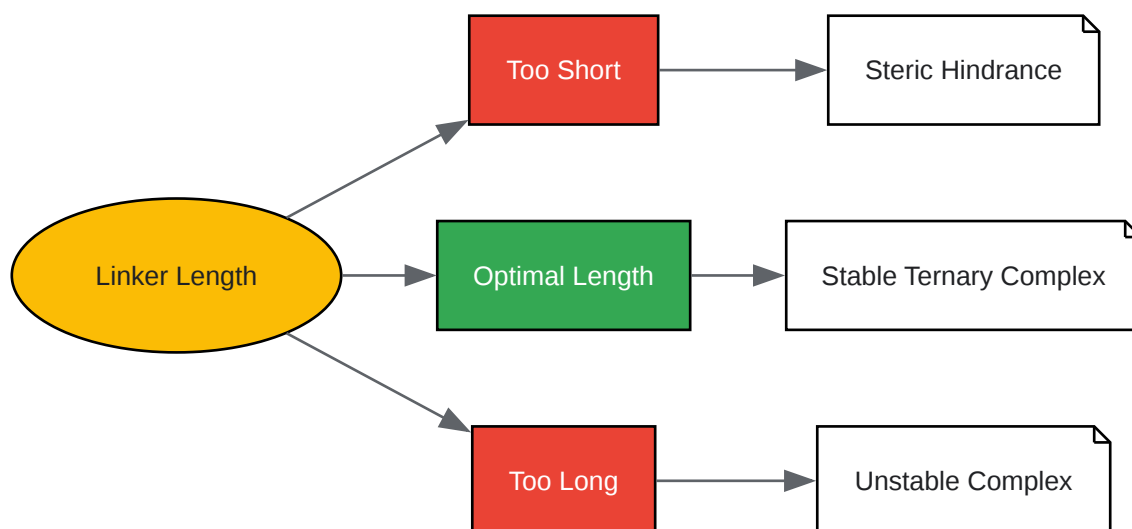 Too Short
Steric Hindrance
Linker Length
Optimal Length
Stable Ternary Complex
Too Long
Unstable Complex